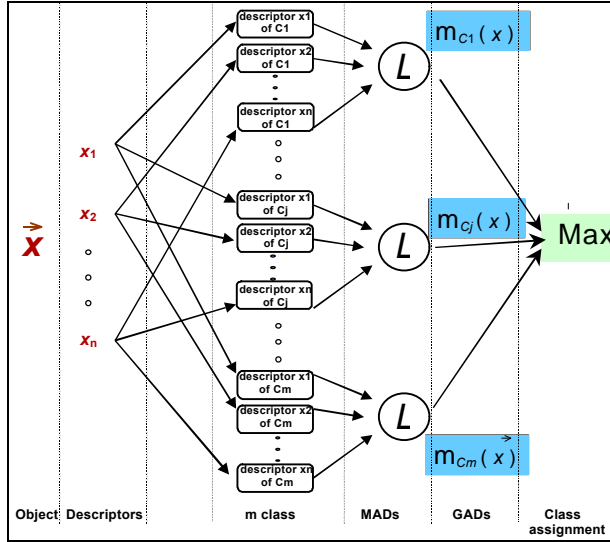 descriptor x1
of C1
descriptor x2
of C1
descriptor xn
of C1
descriptor x1
of Cj
descriptor x2
of Cj
descriptor xn
of Cj
descriptor x1
of Cm
descriptor x2
of Cm
descriptor xn
of Cm
x
x1
x2
xn
L
L
L
mC1(x)
mCj(x)
mCm(x)
Max
Object
Descriptors
m class
MADs
GADs
Class
assignment